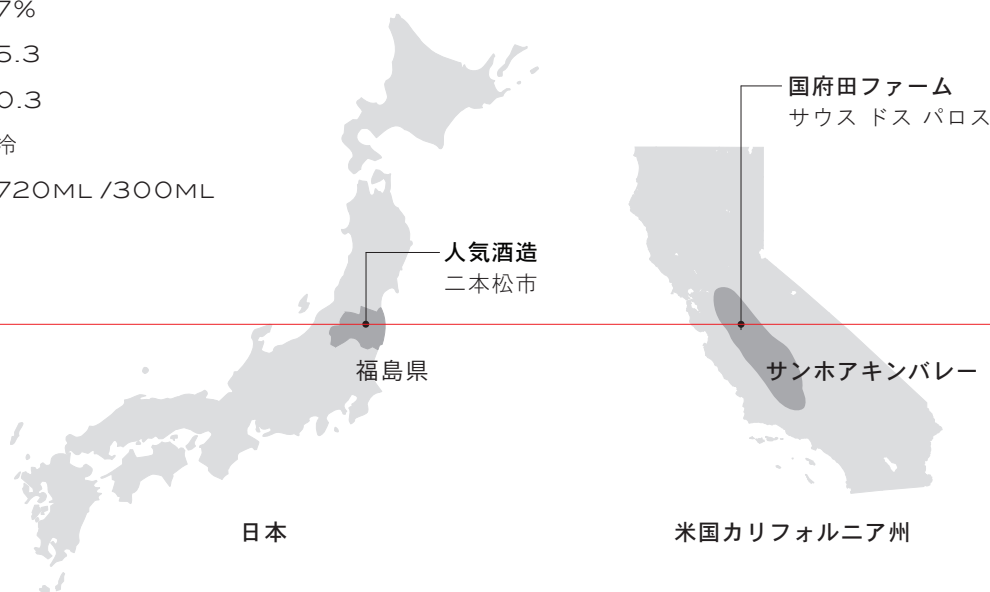 7%
5.3
0.3
冷
720ML /300ML
国府田ファーム
サウス ドス パロス
人気酒造
二本松市
福島県
サンホアキンバレー
日本
米国カリフォルニア州